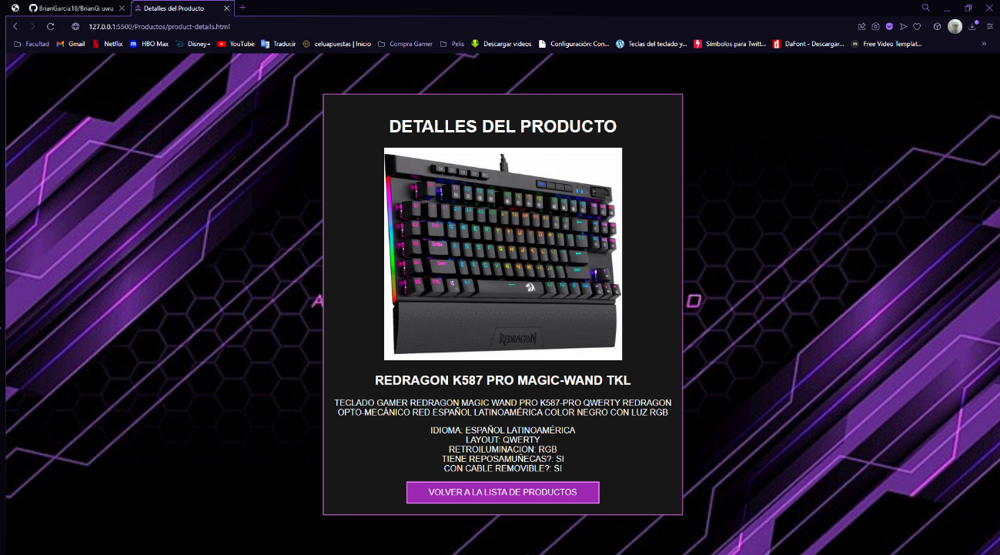 BrianGarcia18/BrianG: uwu
Detalles del Producto
127.0.0.1:5500/Productos/product-details.html
Facultad
Gmail
Netflix
HBO Max
Disney+
YouTube
Traducir
celuapuestas | Inicio
Compra Gamer
Pelis
Descargar videos
Configuración: Con...
Teclas del teclado y...
Símbolos para Twitt...
DaFont - Descargar...
Free Video Templat...
DETALLES DEL PRODUCTO
REDRAGON
REDRAGON K587 PRO MAGIC-WAND TKL
TECLADO GAMER REDRAGON MAGIC WAND PRO K587-PRO QWERTY REDRAGON
OPTO-MECÁNICO RED ESPAÑOL LATINOAMÉRICA COLOR NEGRO CON LUZ RGB
IDIOMA: ESPAÑOL LATINOAMÉRICA
LAYOUT: QWERTY
RETROILUMINACION: RGB
TIENE REPOSAMUÑECAS?: SI
CON CABLE REMOVIBLE?: SI
VOLVER A LA LISTA DE PRODUCTOS